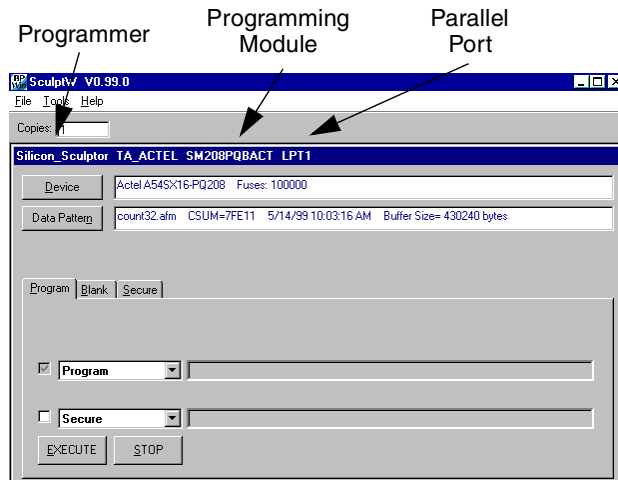 Programmer
Programming Module
Parallel Port
BP Win SculptW V0.99.0
File Tools Help
Copies: 1
Silicon_Sculptor TA_ACTEL SM208PQBACT LPT1
Device Actel A54SX16-PQ208 Fuses: 100000
Data Pattern count32.afm CSUM=7FE11 5/14/99 10:03:16 AM Buffer Size= 430240 bytes
Program Blank Secure
Program
Secure
EXECUTE STOP